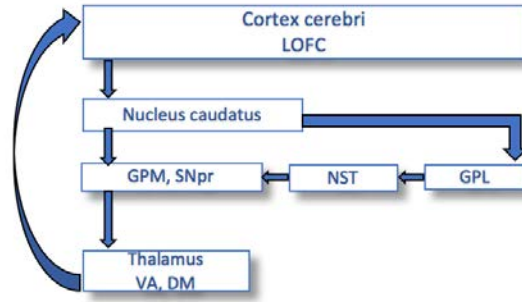 Cortex cerebri
LOFC
Nucleus caudatus
GPM, SNpr
NST
GPL
Thalamus
VA, DM